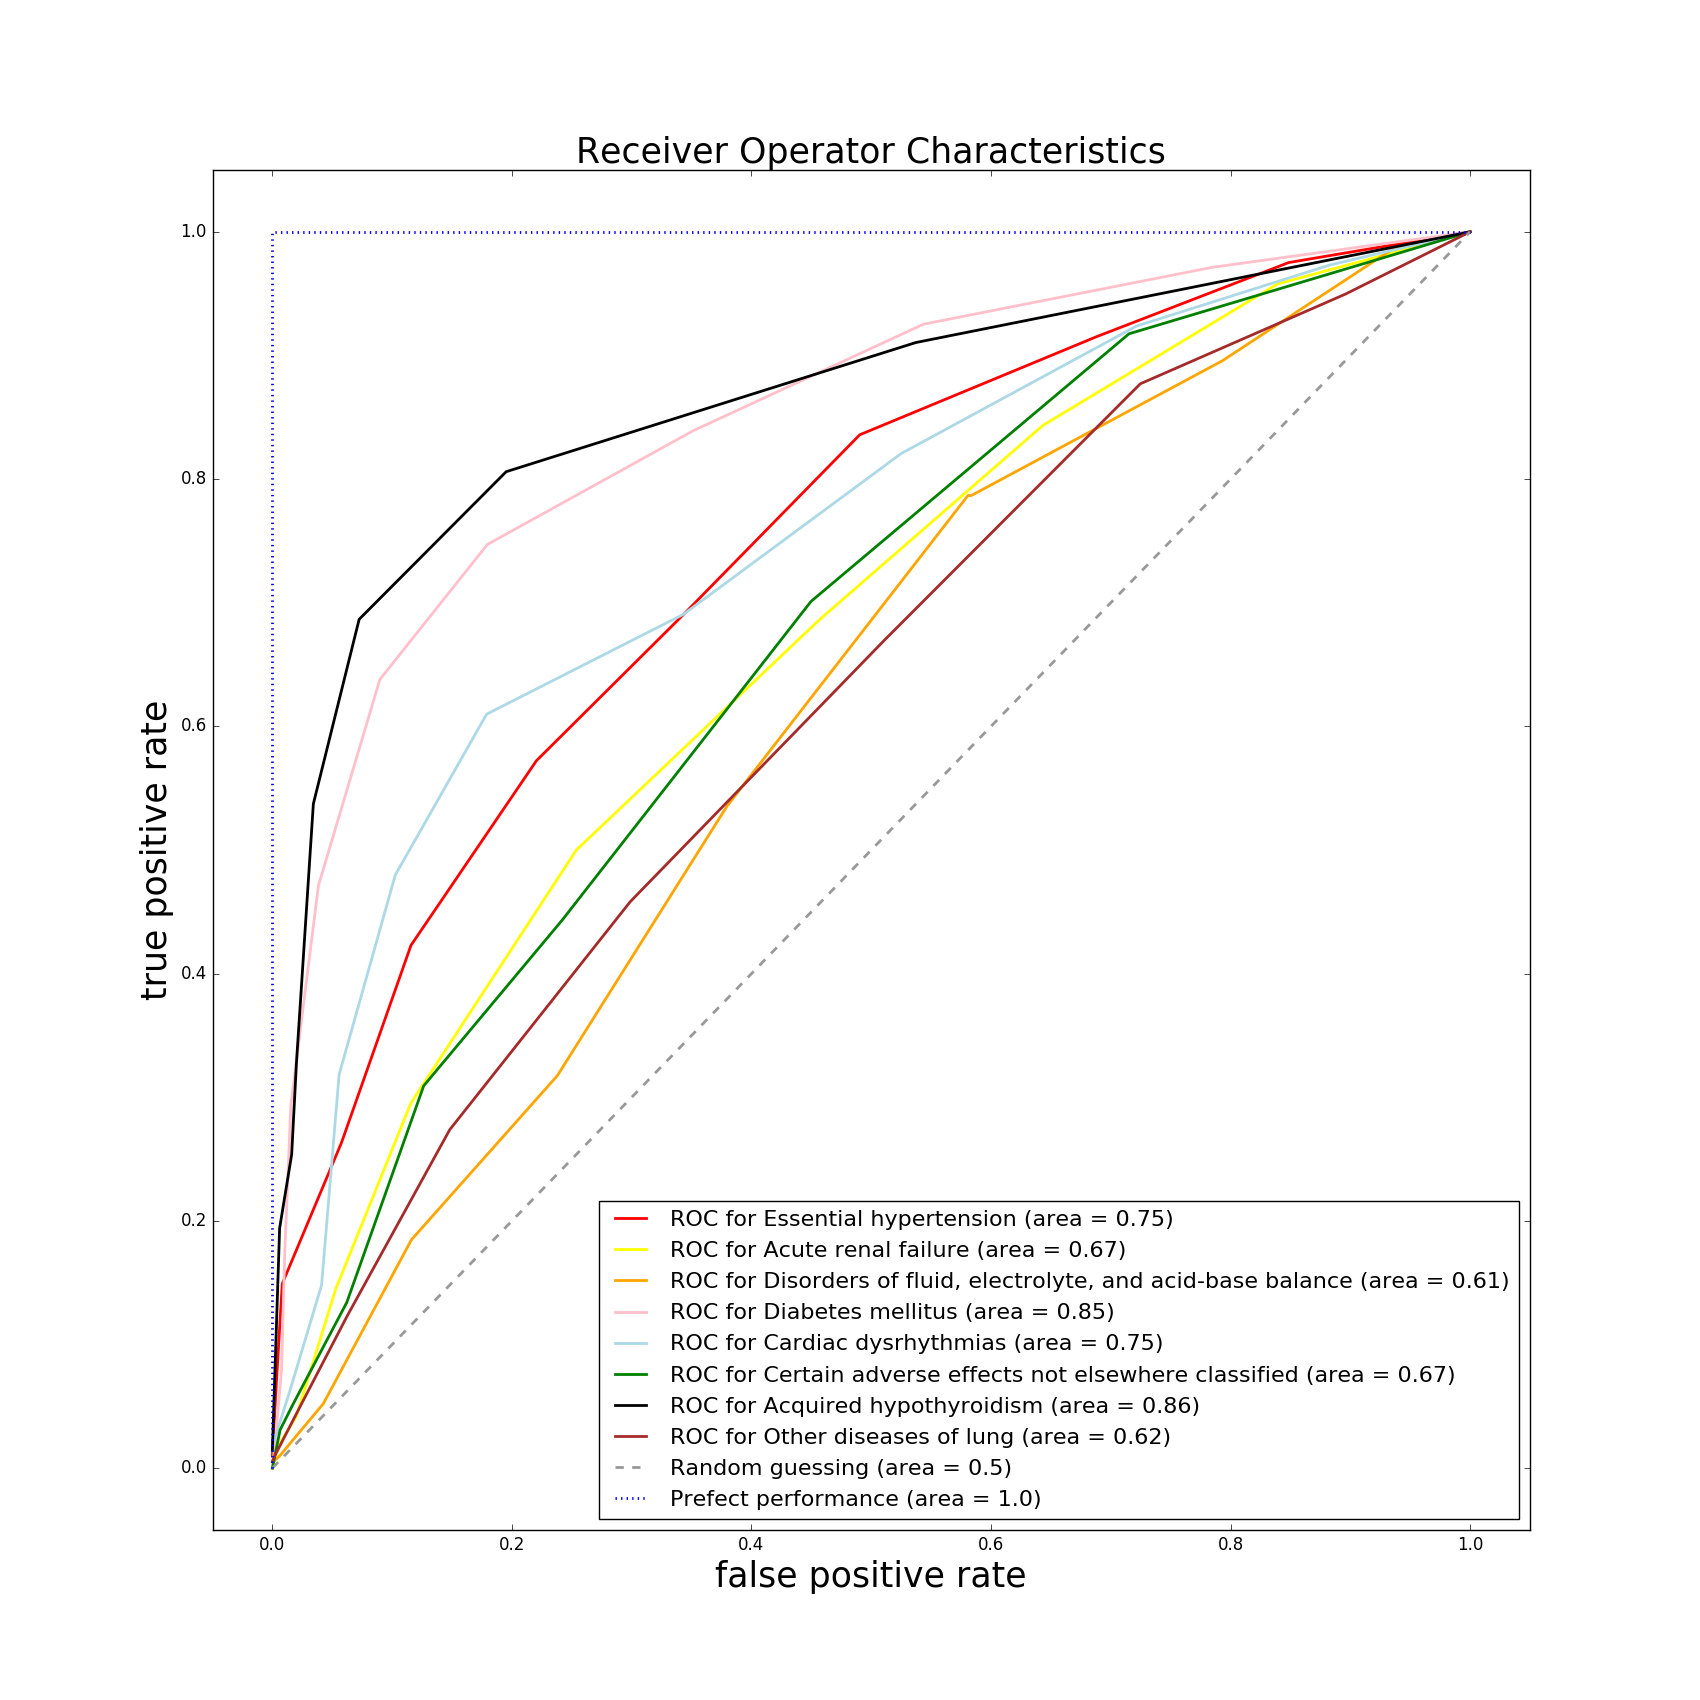 Receiver Operator Characteristics
1.0
0.8
0.6
0.4
0.2
0.0
true positive rate
ROC for Essential hypertension (area = 0.75)
ROC for Acute renal failure (area = 0.67)
ROC for Disorders of fluid, electrolyte, and acid-base balance (area = 0.61)
ROC for Diabetes mellitus (area = 0.85)
ROC for Cardiac dysrhythmias (area = 0.75)
ROC for Certain adverse effects not elsewhere classified (area = 0.67)
ROC for Acquired hypothyroidism (area = 0.86)
ROC for Other diseases of lung (area = 0.62)
Random guessing (area = 0.5)
Prefect performance (area = 1.0)
0.0 0.2 0.4 0.6 0.8 1.0
false positive rate